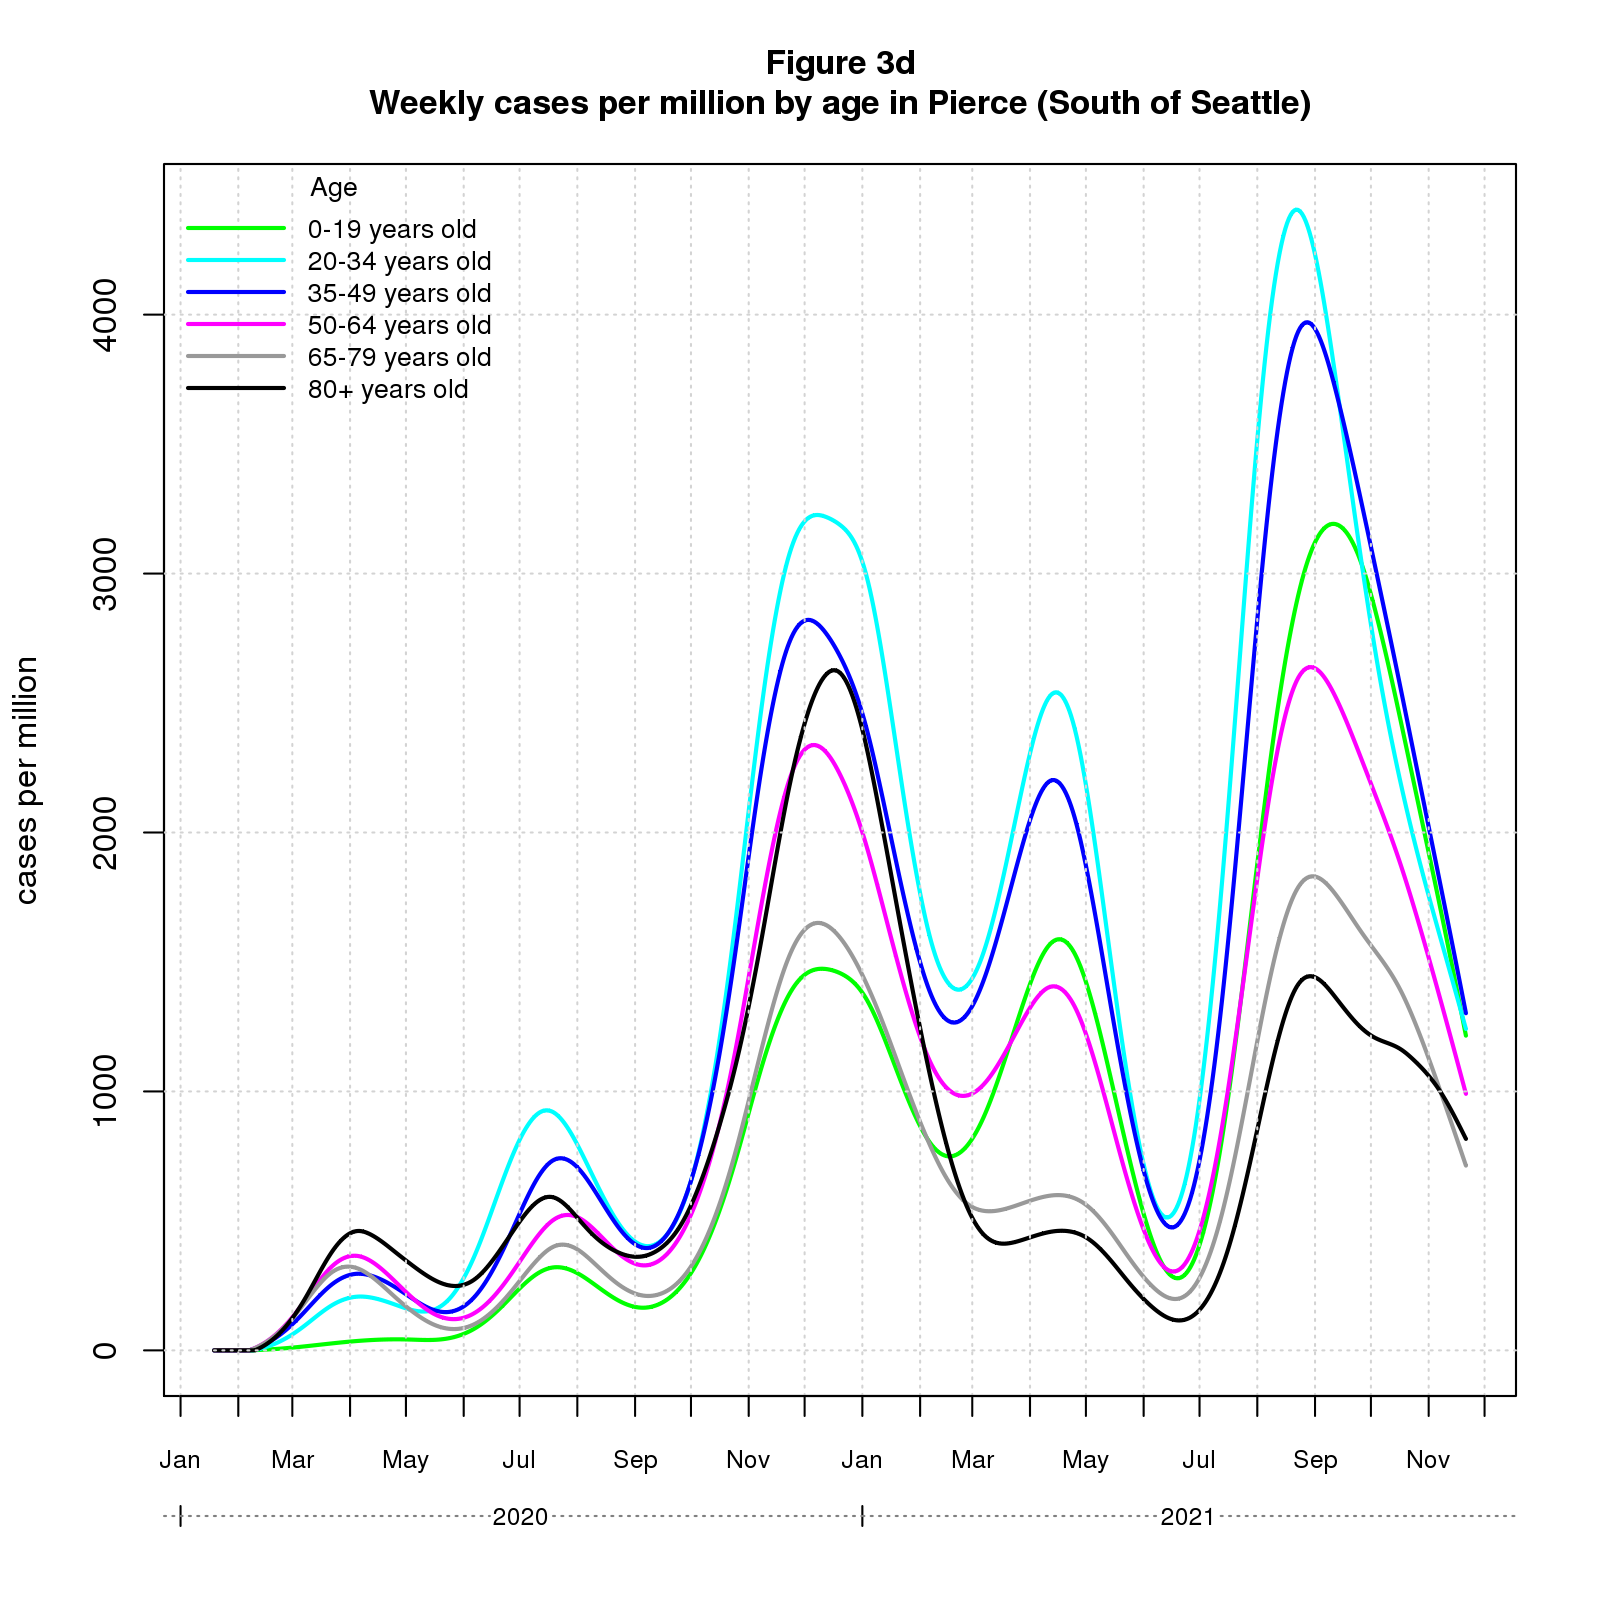 Figure 3d
Weekly cases per million by age in Pierce (South of Seattle)
Age
0-19 years old
20-34 years old
35-49 years old
50-64 years old
65-79 years old
80+ years old
cases per million
4000
3000
2000
1000
0
Jan Mar May Jul Sep Nov Jan Mar May Jul Sep Nov
2020 2021